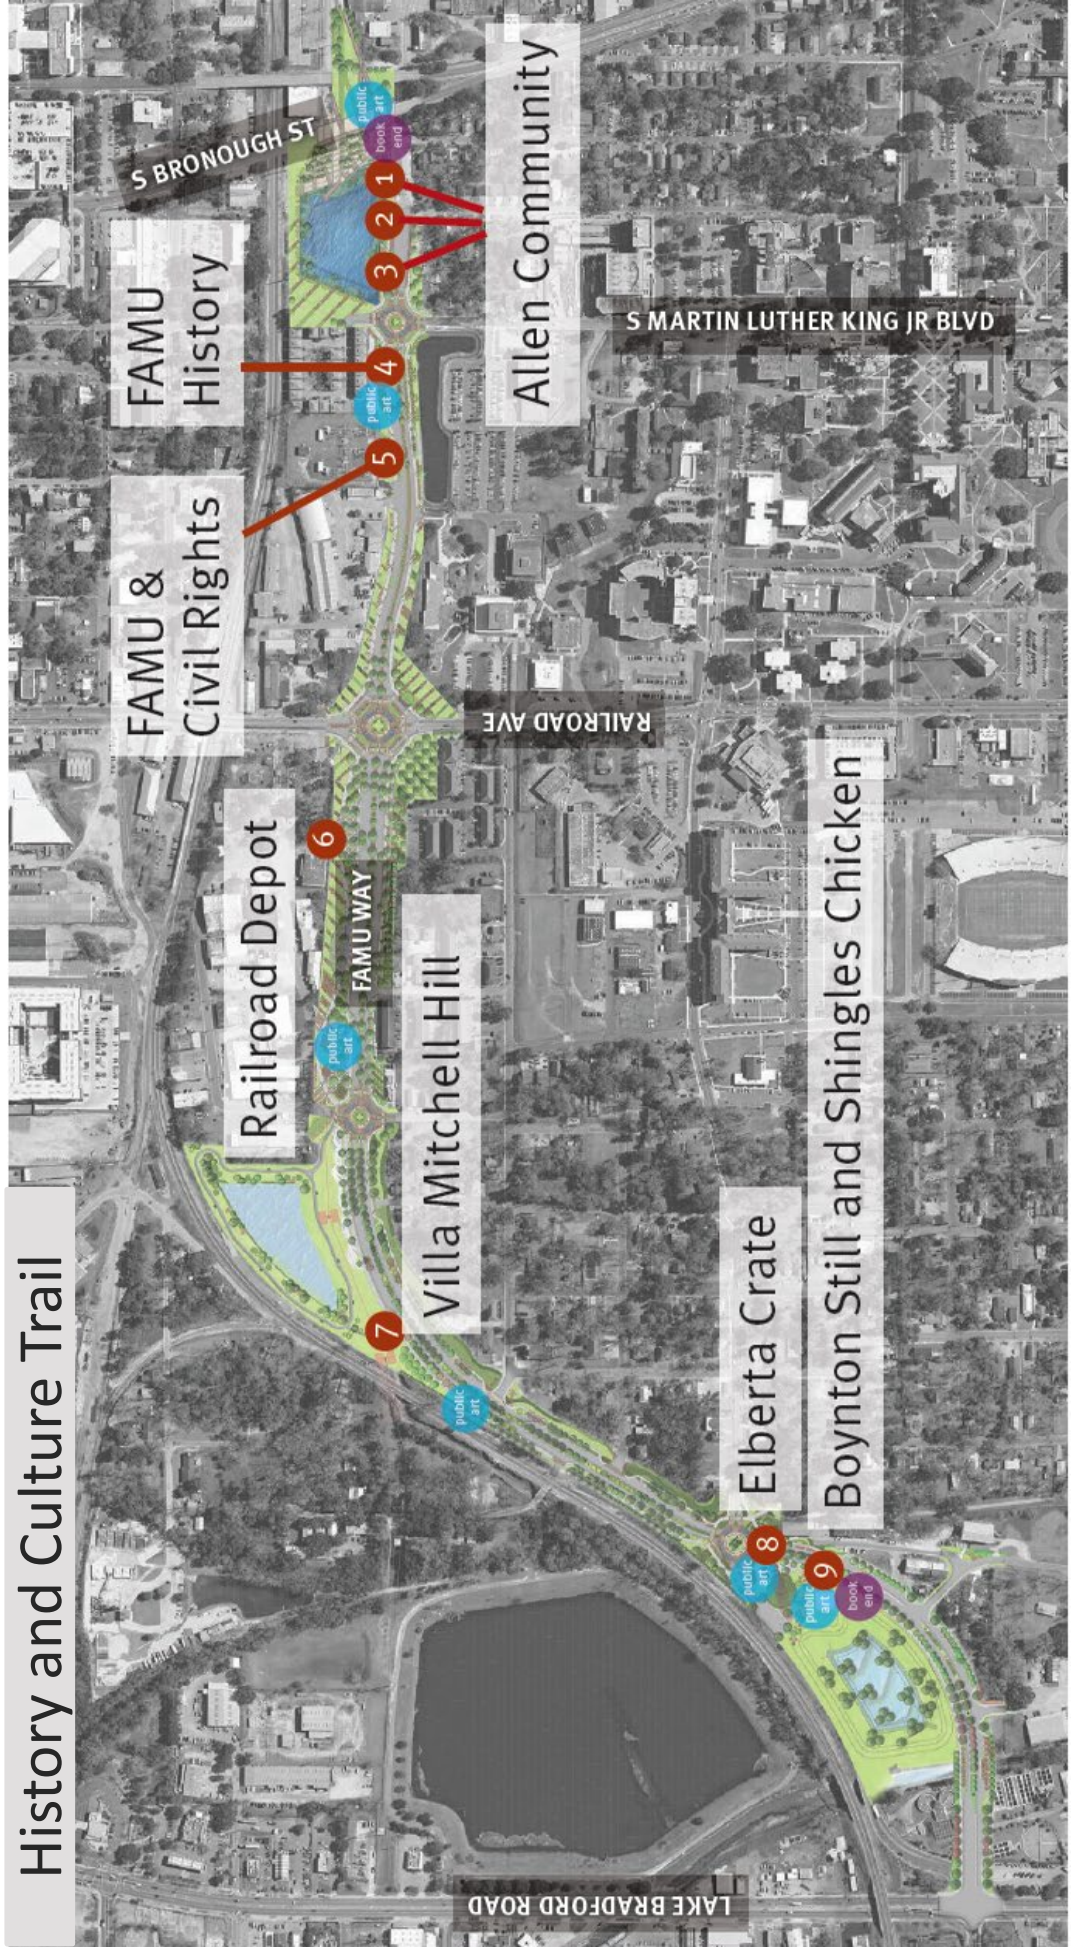 History and Culture Trail
FAMU &
Civil Rights
FAMU
History
S BRONOUGH ST
Railroad Depot
FAMU WAY
Villa Mitchell Hill
Allen Community
Elberta Crate
Boynton Still and Shingles Chicken
LAKE BRADFORD ROAD
RAILROAD AVE
S MARTIN LUTHER KING JR BLVD
public
art
book
end
1
2
3
4
public
art
5
6
public
art
7
public
art
8
public
art
9
public
art
book
end